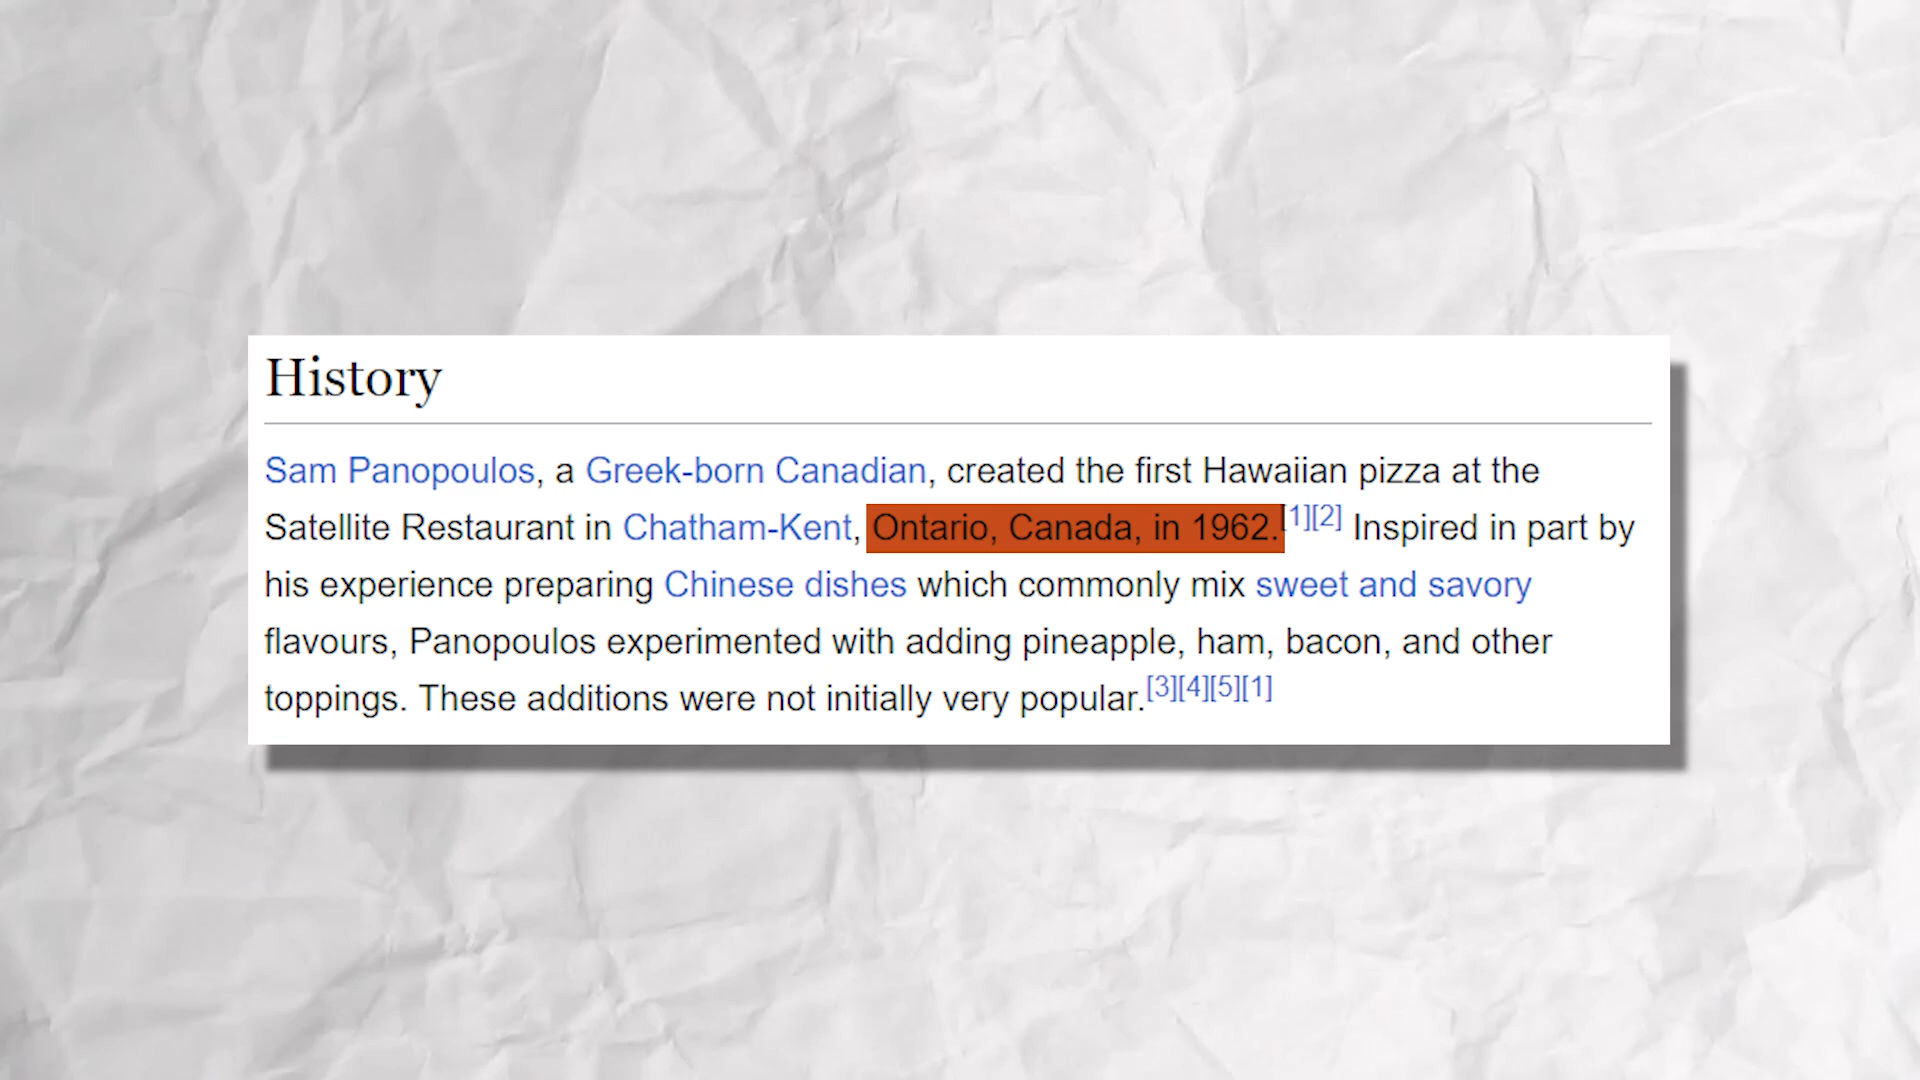 History
Sam Panopoulos, a Greek-born Canadian, created the first Hawaiian pizza at the
Satellite Restaurant in Chatham-Kent, Ontario, Canada, in 1962.[1][2] Inspired in part by
his experience preparing Chinese dishes which commonly mix sweet and savory
flavours, Panopoulos experimented with adding pineapple, ham, bacon, and other
toppings. These additions were not initially very popular.[3][4][5][1]